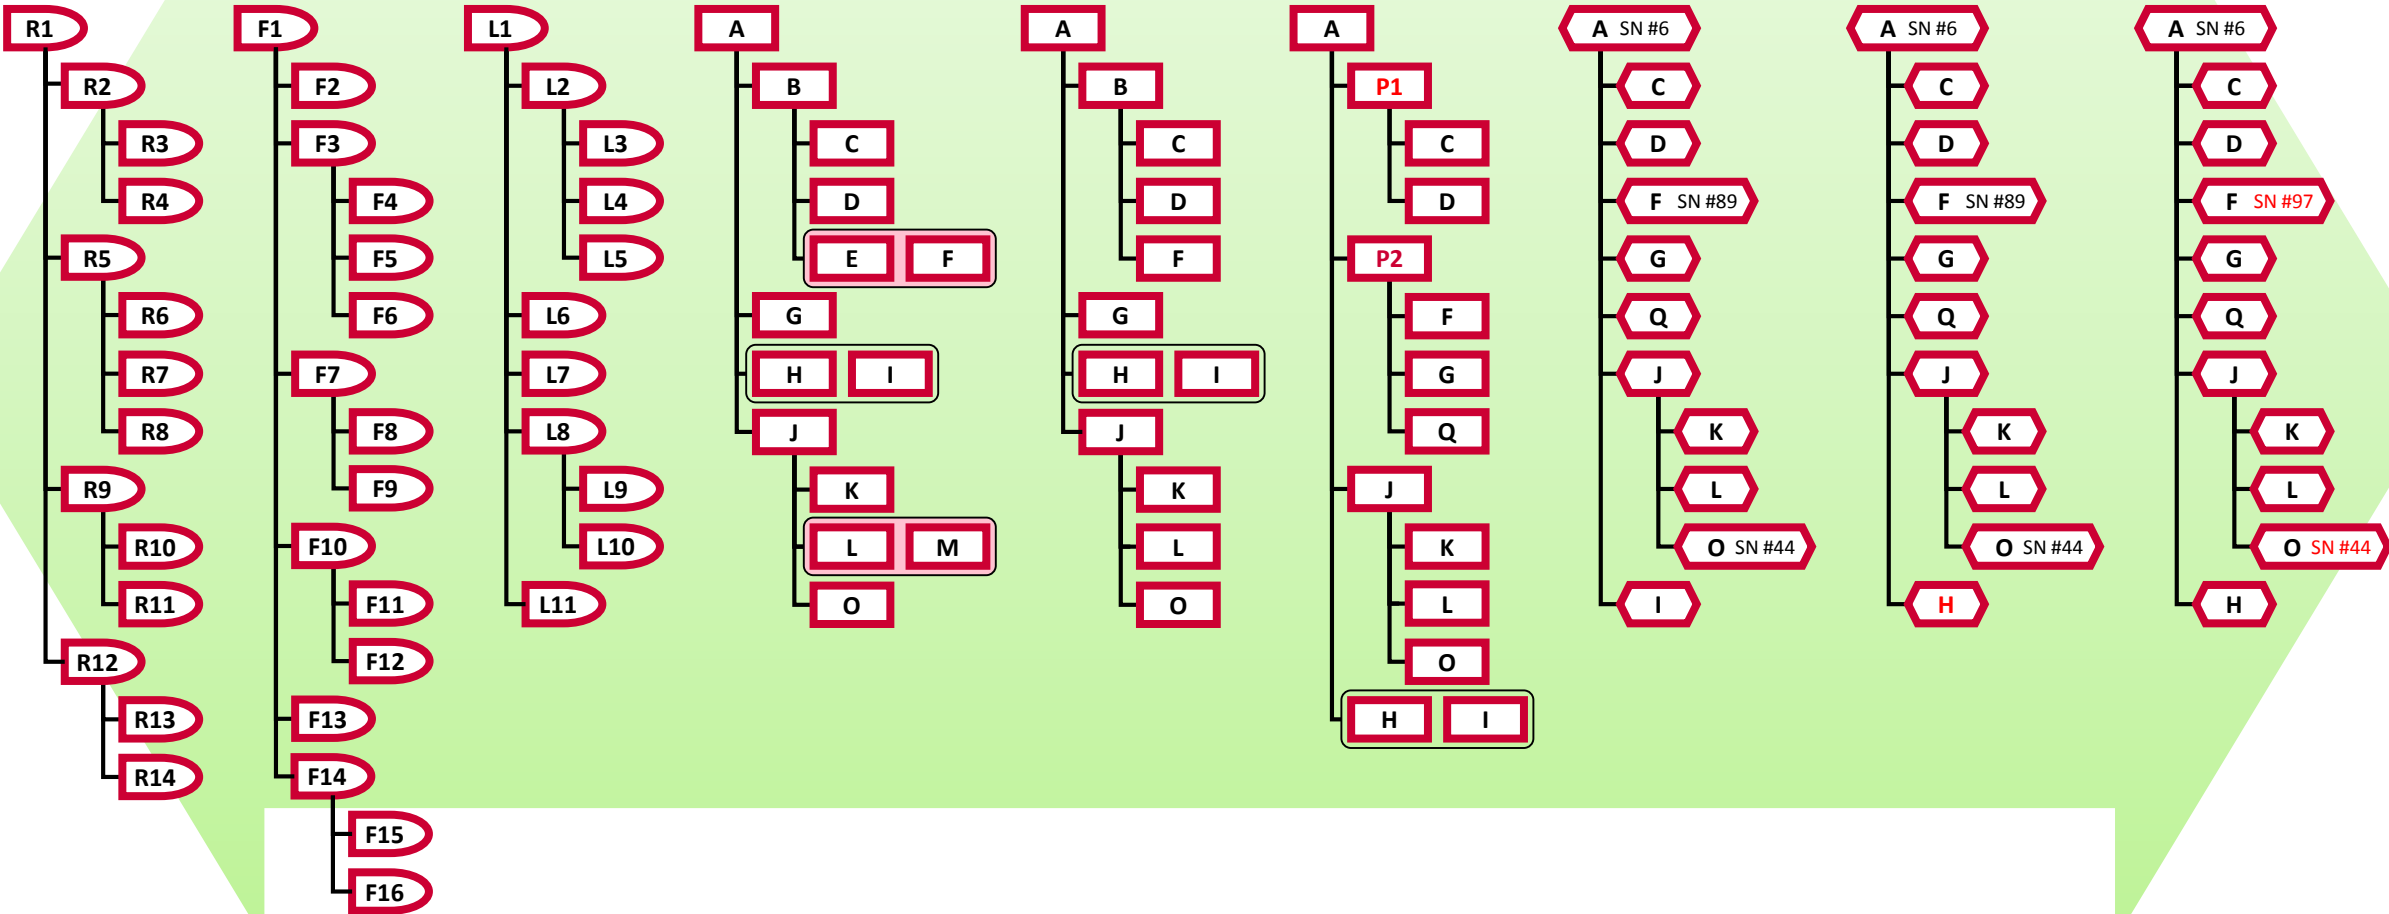 R1
R2
R3
R4
R5
R6
R7
R8
R9
R10
R11
R12
R13
R14
F1
F2
F3
F4
F5
F6
F7
F8
F9
F10
F11
F12
F13
F14
F15
F16
L1
L2
L3
L4
L5
L6
L7
L8
L9
L10
L11
A
B
C
D
E F
G
H I
J
K
L M
O
A
B
C
D
F
G
H I
J
K
L
O
A
P1
C
D
P2
F
G
Q
J
K
L
O
H I
A SN #6
C
D
F SN #89
G
Q
J
K
L
O SN #44
I
A SN #6
C
D
F SN #89
G
Q
J
K
L
O SN #44
H
A SN #6
C
D
F SN #97
G
Q
J
K
L
O SN #44
H